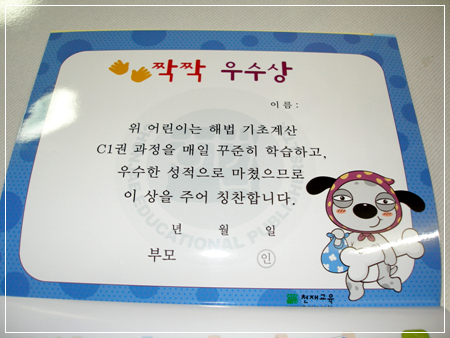 짝짝 우수상
이름 :
위 어린이는 해법 기초계산
C1권 과정을 매일 꾸준히 학습하고,
우수한 성적으로 마쳤으므로
이 상을 주어 칭찬합니다.
년 월 일
부모 인
천재교육
EDUCATIONAL PUBLI